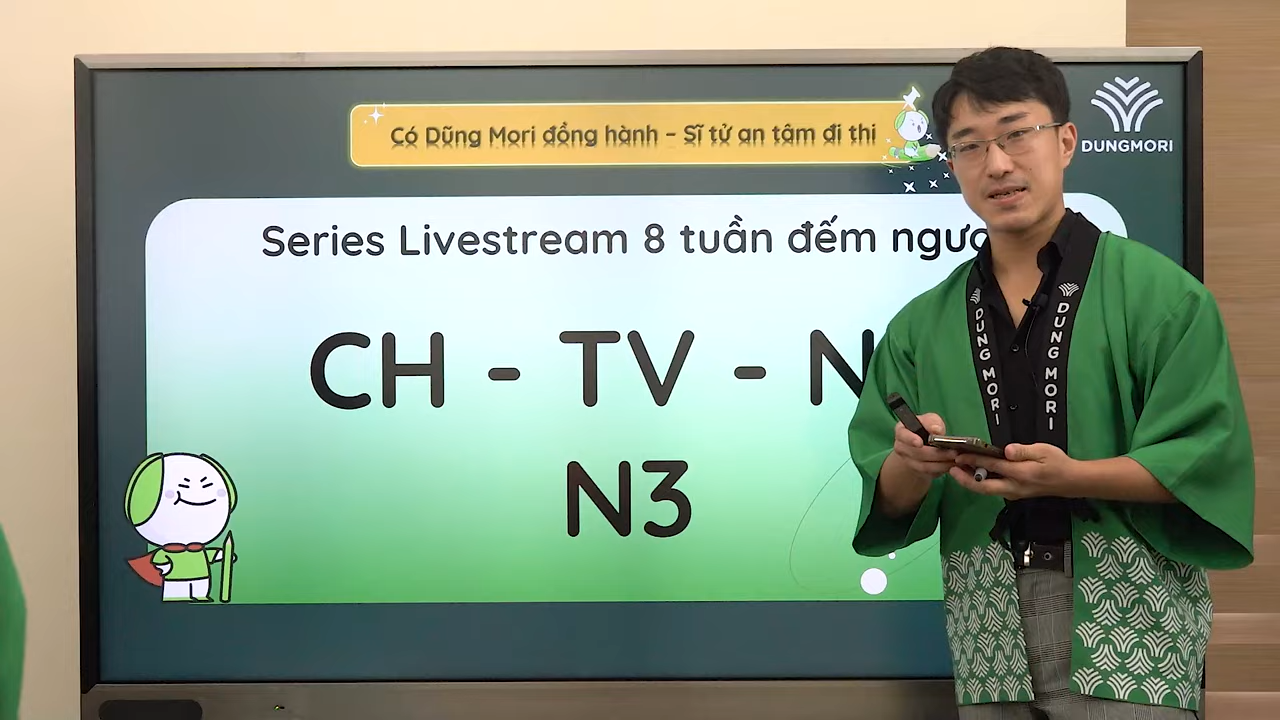 Có Dũng Mori đồng hành - Sĩ tử an tâm đi thi
DUNGMORI
Series Livestream 8 tuần đếm
CH - TV - N
N3
DUNG MORI
DUNG MORI